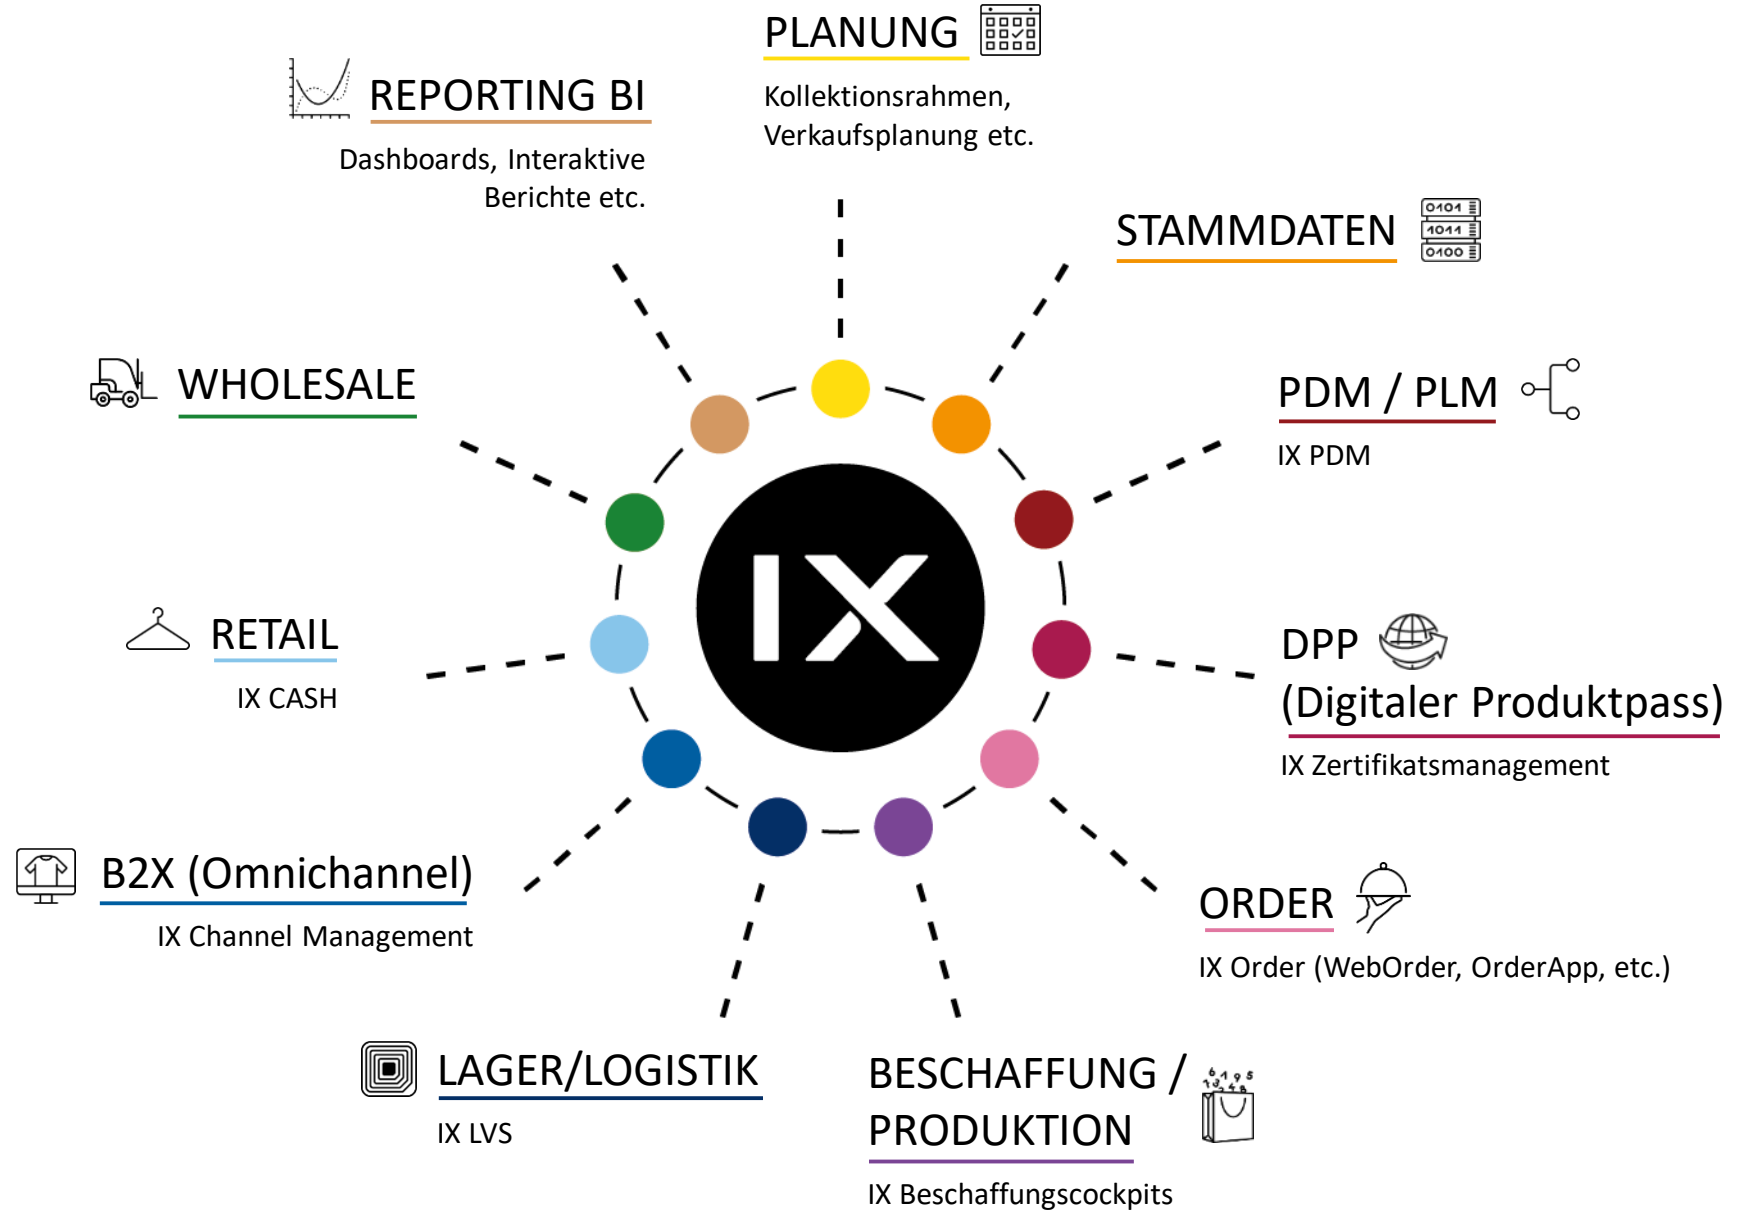 PLANUNG
Kollektionsrahmen,
Verkaufsplanung etc.
REPORTING BI
Dashboards, Interaktive
Berichte etc.
STAMMDATEN
0101
1011
0100
WHOLESALE
PDM / PLM
IX PDM
IX
RETAIL
IX CASH
DPP
(Digitaler Produktpass)
IX Zertifikatsmanagement
B2X (Omnichannel)
IX Channel Management
ORDER
IX Order (WebOrder, OrderApp, etc.)
LAGER/LOGISTIK
IX LVS
BESCHAFFUNG /
PRODUKTION
IX Beschaffungscockpits